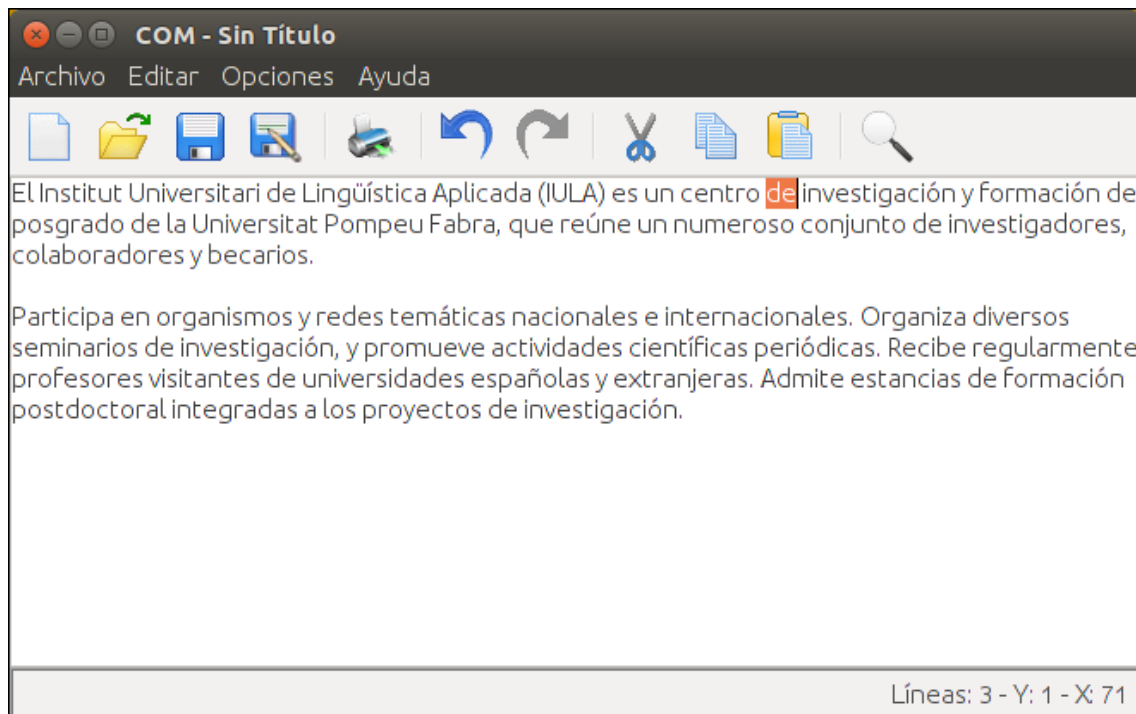 COM - Sin Título
Archivo Editar Opciones Ayuda
El Institut Universitari de Lingüística Aplicada (IULA) es un centro de investigación y formación de
posgrado de la Universitat Pompeu Fabra, que reúne un numeroso conjunto de investigadores,
colaboradores y becarios.
Participa en organismos y redes temáticas nacionales e internacionales. Organiza diversos
seminarios de investigación, y promueve actividades científicas periódicas. Recibe regularmente
profesores visitantes de universidades españolas y extranjeras. Admite estancias de formación
postdoctoral integradas a los proyectos de investigación.
Líneas: 3 - Y: 1 - X: 71